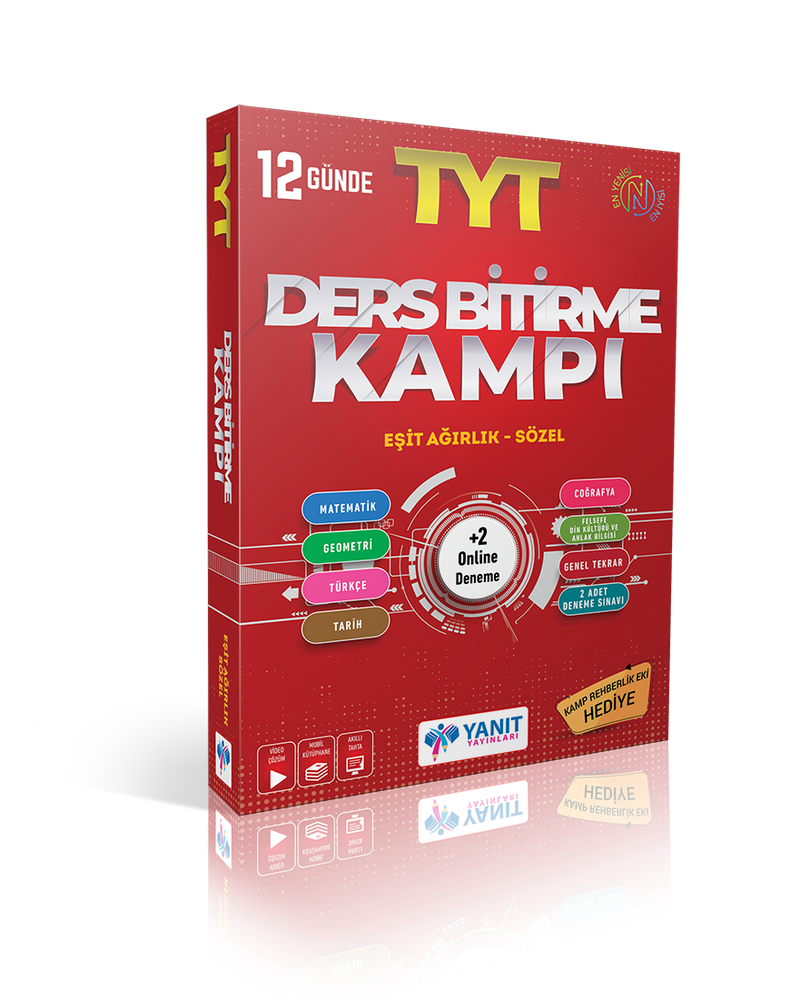 12 GÜNDE
TYT
EN YENİSİ
EN İYİSİ
DERS BİTİRME
KAMPI
EŞİT AĞIRLIK - SÖZEL
MATEMATİK
GEOMETRİ
TÜRKÇE
TARİH
+2
Online
Deneme
COĞRAFYA
FELSEFE
DİN KÜLTÜRÜ VE
AHLAK BİLGİSİ
GENEL TEKRAR
2 ADET
DENEME SINAVI
KAMP REHBERLİK EKİ
HEDİYE
VİDEO
ÇÖZÜM
MOBİL
KÜTÜPHANE
AKILLI
TAHTA
YANIT
YAYINLARI
TYT
DERS BİTİRME
KAMPI
EŞİT AĞIRLIK
SÖZEL